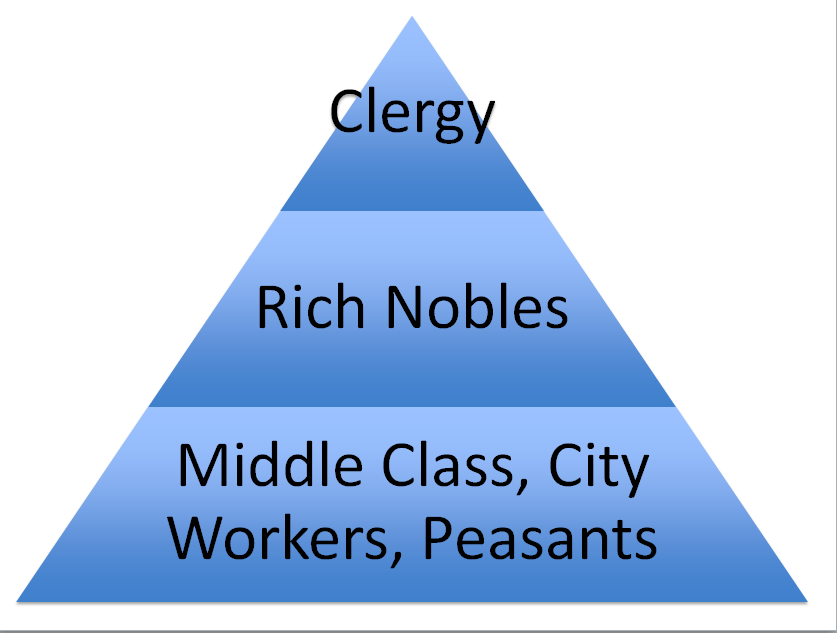 Clergy
Rich Nobles
Middle Class, City
Workers, Peasants